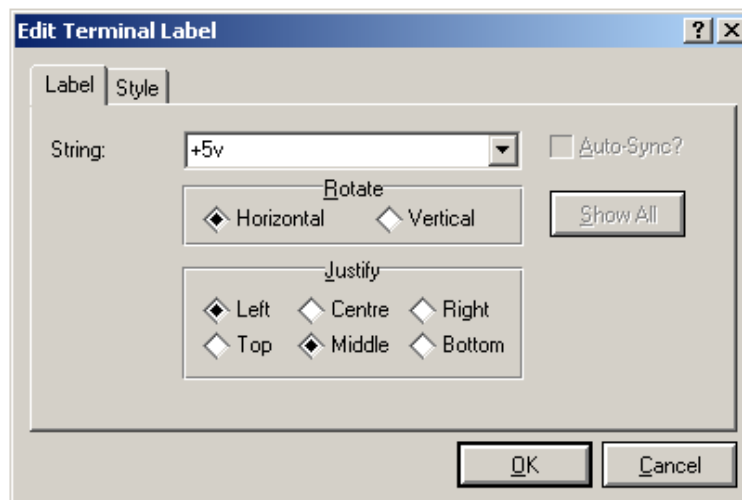 Edit Terminal Label
Label Style
String: +5v Auto-Sync?
Rotate
Horizontal Vertical Show All
Justify
Left Centre Right
Top Middle Bottom
OK Cancel